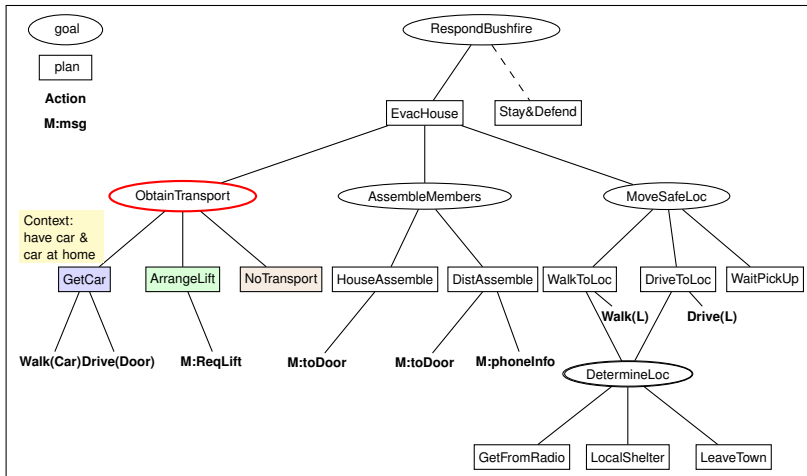 goal
RespondBushfire
plan
Action
M:msg
EvacHouse
Stay&Defend
ObtainTransport
AssembleMembers
MoveSafeLoc
Context:
have car &
car at home
GetCar
ArrangeLift
NoTransport
HouseAssemble
DistAssemble
WalkToLoc
DriveToLoc
WaitPickUp
Walk(L)
Drive(L)
Walk(Car)
Drive(Door)
M:ReqLift
M:toDoor
M:toDoor
M:phoneInfo
DetermineLoc
GetFromRadio
LocalShelter
LeaveTown